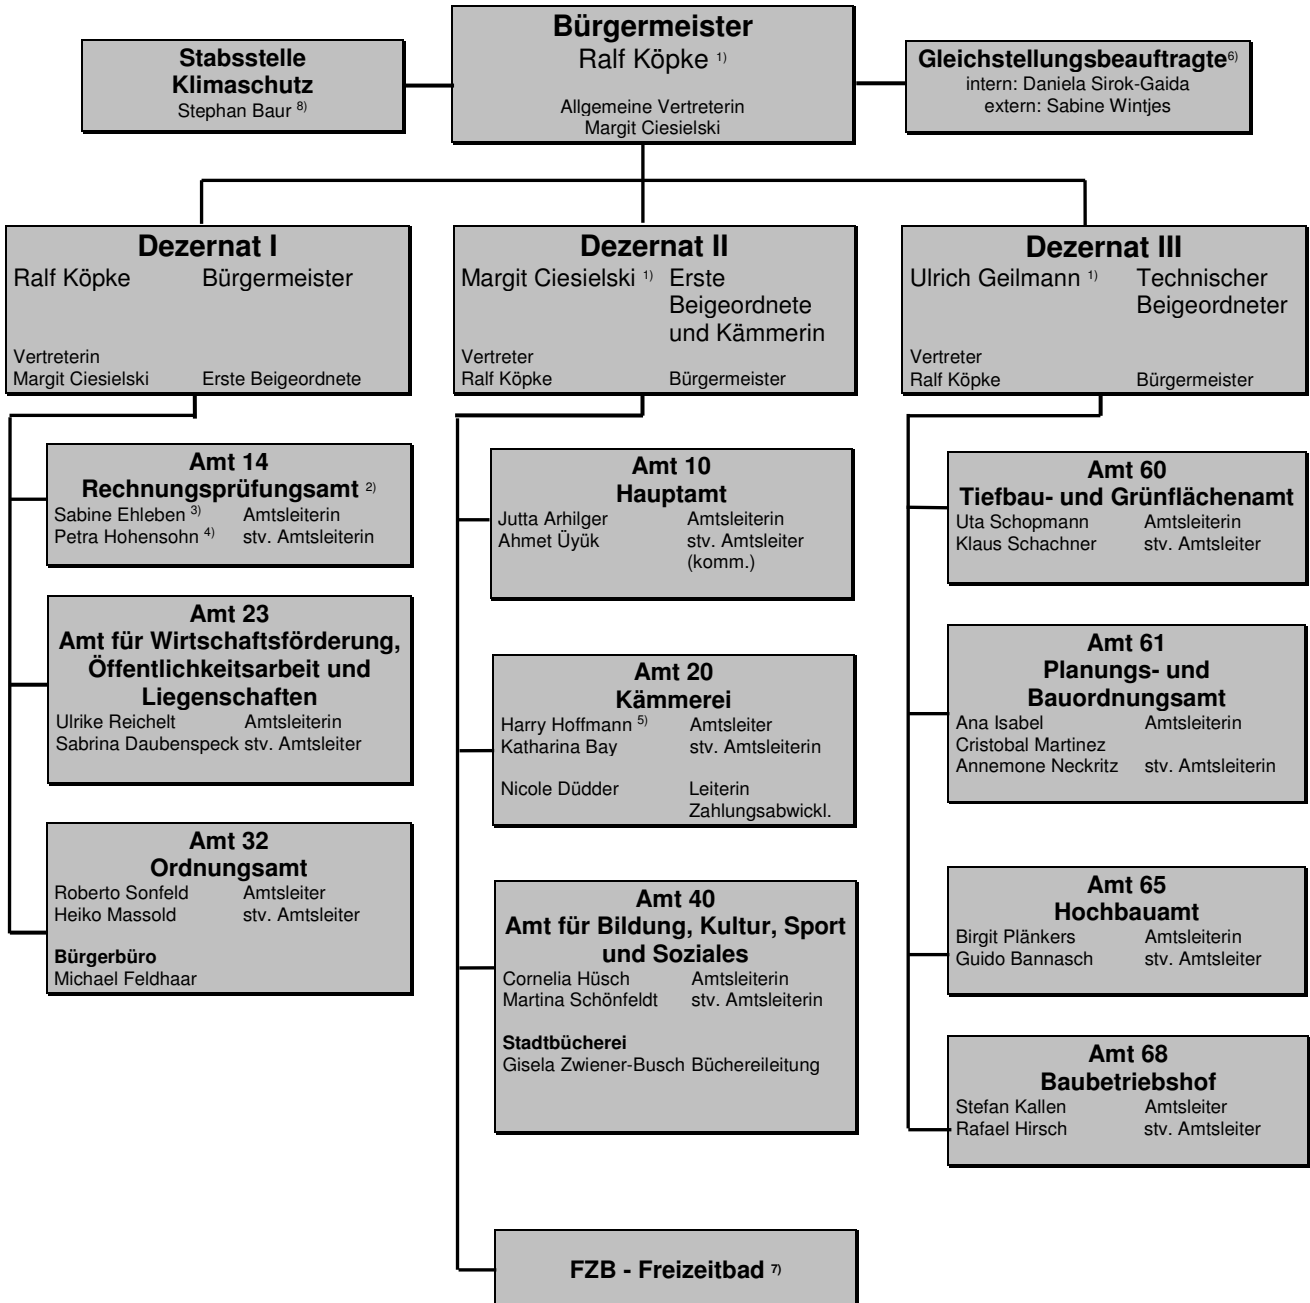 Bürgermeister
Ralf Köpke 1)
Allgemeine Vertreterin
Margit Ciesielski
Stabsstelle
Klimaschutz
Stephan Baur 8)
Gleichstellungsbeauftragte6)
intern: Daniela Sirok-Gaida
extern: Sabine Wintjes
Dezernat I
Ralf Köpke Bürgermeister
Vertreterin
Margit Ciesielski Erste Beigeordnete
Amt 14
Rechnungsprüfungsamt 2)
Sabine Ehleben 3) Amtsleiterin
Petra Hohensohn 4) stv. Amtsleiterin
Amt 23
Amt für Wirtschaftsförderung,
Öffentlichkeitsarbeit und
Liegenschaften
Ulrike Reichelt Amtsleiterin
Sabrina Daubenspeck stv. Amtsleiter
Amt 32
Ordnungsamt
Roberto Sonfeld Amtsleiter
Heiko Massold stv. Amtsleiter
Bürgerbüro
Michael Feldhaar
Dezernat II
Margit Ciesielski 1) Erste
Beigeordnete
und Kämmerin
Vertreter
Ralf Köpke Bürgermeister
Amt 10
Hauptamt
Jutta Arhilger Amtsleiterin
Ahmet Üyük stv. Amtsleiter
(komm.)
Amt 20
Kämmerei
Harry Hoffmann 5) Amtsleiter
Katharina Bay stv. Amtsleiterin
Nicole Düdder Leiterin
Zahlungsabwickl.
Amt 40
Amt für Bildung, Kultur, Sport
und Soziales
Cornelia Hüsch Amtsleiterin
Martina Schönfeldt stv. Amtsleiterin
Stadtbücherei
Gisela Zwiener-Busch Büchereileitung
FZB - Freizeitbad 7)
Dezernat III
Ulrich Geilmann 1) Technischer
Beigeordneter
Vertreter
Ralf Köpke Bürgermeister
Amt 60
Tiefbau- und Grünflächenamt
Uta Schopmann Amtsleiterin
Klaus Schachner stv. Amtsleiter
Amt 61
Planungs- und
Bauordnungsamt
Ana Isabel Amtsleiterin
Cristobal Martinez
Annemone Neckritz stv. Amtsleiterin
Amt 65
Hochbauamt
Birgit Plänkers Amtsleiterin
Guido Bannasch stv. Amtsleiter
Amt 68
Baubetriebshof
Stefan Kallen Amtsleiter
Rafael Hirsch stv. Amtsleiter